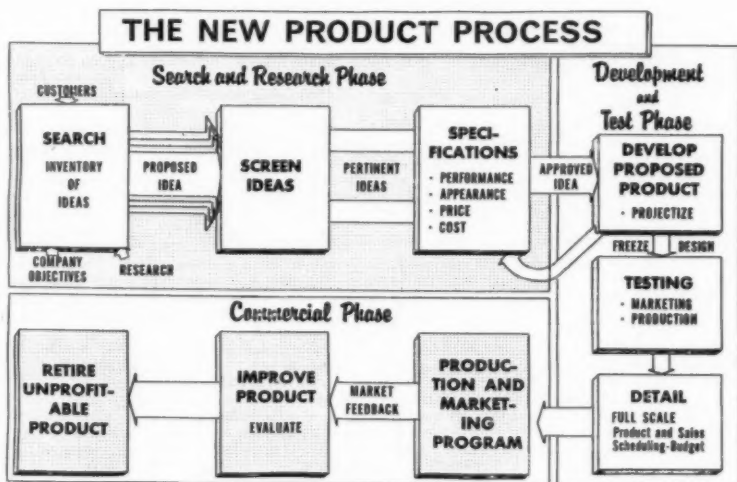 THE NEW PRODUCT PROCESS
Search and Research Phase
CUSTOMERS
SEARCH
INVENTORY
OF
IDEAS
COMPANY
OBJECTIVES
RESEARCH
PROPOSED
IDEA
SCREEN
IDEAS
PERTINENT
IDEAS
SPECI-
FICATIONS
· PERFORMANCE
· APPEARANCE
· PRICE
· COST
APPROVED
IDEA
Development
and
Test Phase
DEVELOP
PROPOSED
PRODUCT
· PROJECTIZE
FREEZE
DESIGN
TESTING
· MARKETING
· PRODUCTION
DETAIL
FULL SCALE
Product and Sales
Scheduling-Budget
Commercial Phase
PRODUC-
TION AND
MARKET-
ING
PROGRAM
MARKET
FEEDBACK
IMPROVE
PRODUCT
EVALUATE
RETIRE
UNPROFIT-
ABLE
PRODUCT